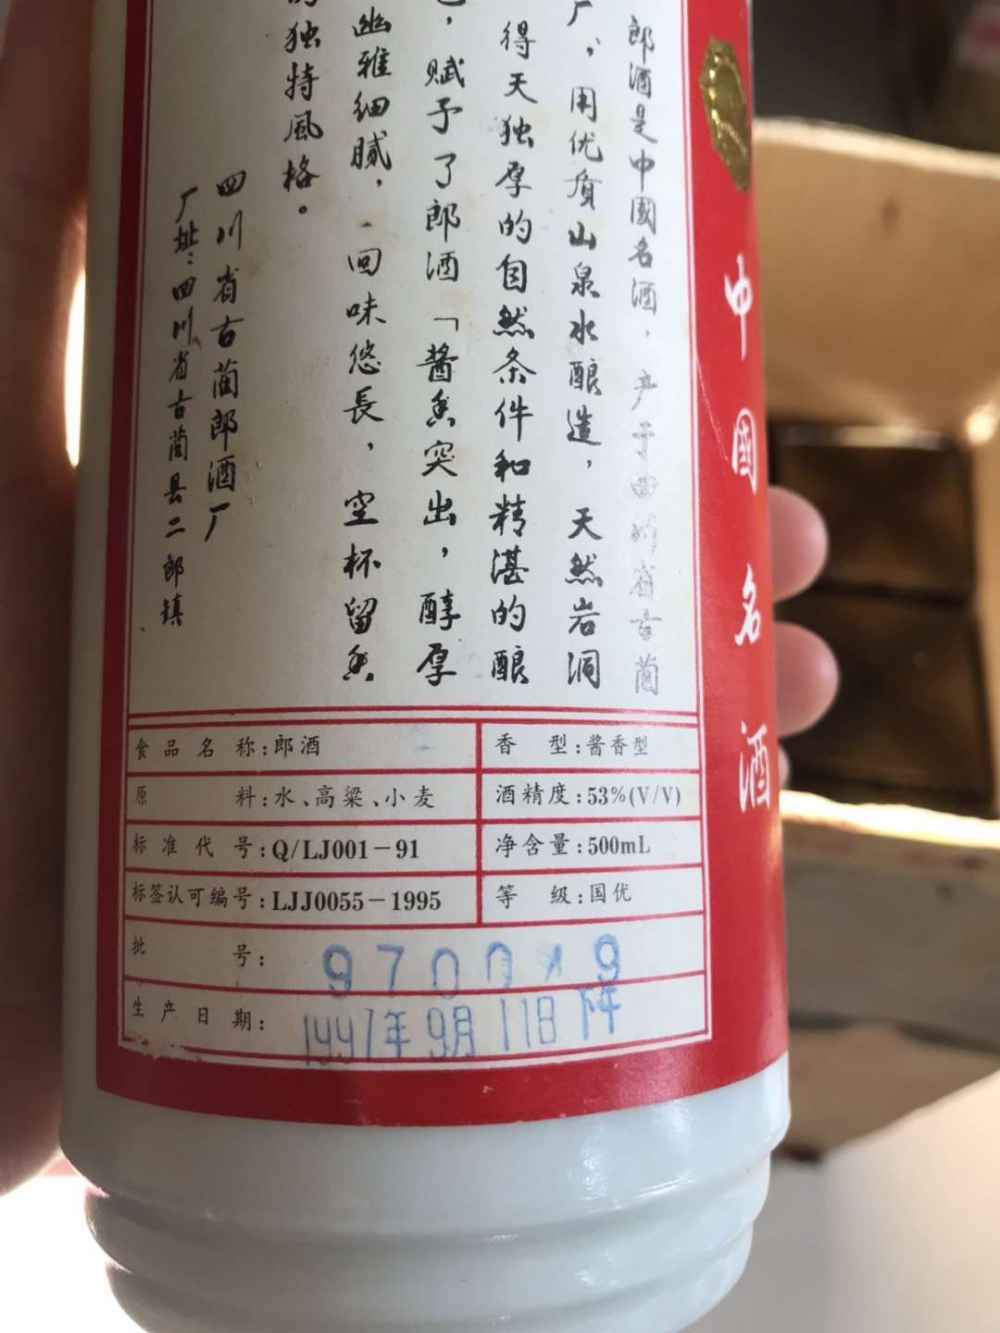 郎酒是中國名酒，产于四川省古蔺
厂，用优质山泉水酿造，天然岩洞
得天独厚的自然条件和精湛的酿
，赋予了郎酒「酱香突出，醇厚
幽雅细腻，回味悠長，空杯留香
独特风格。
四川省古蔺郎酒厂
厂址：四川省古蔺县二郎镇
中國名酒
食品名称：郎酒
香型：酱香型
原料：水、高粱、小麦
酒精度：53%(V/V)
标准代号：Q/LJ001－91
净含量：500mL
标签认可编号：LJJ0055－1995
等级：国优
批号：
生产日期：1997年9月11日